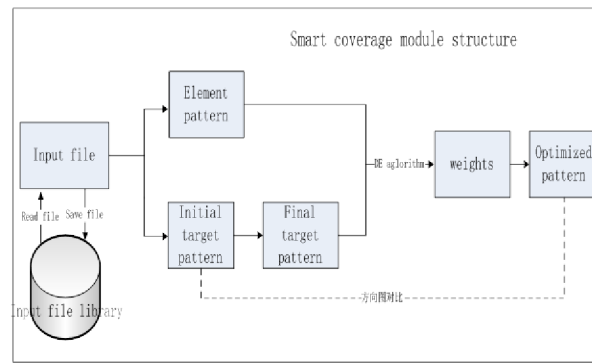 Smart coverage module structure
Element
pattern
Input file
DE aglorithm
weights
Optimized
pattern
Read file
Save file
Initial
target
pattern
Final
target
pattern
方向图对比
Input file library